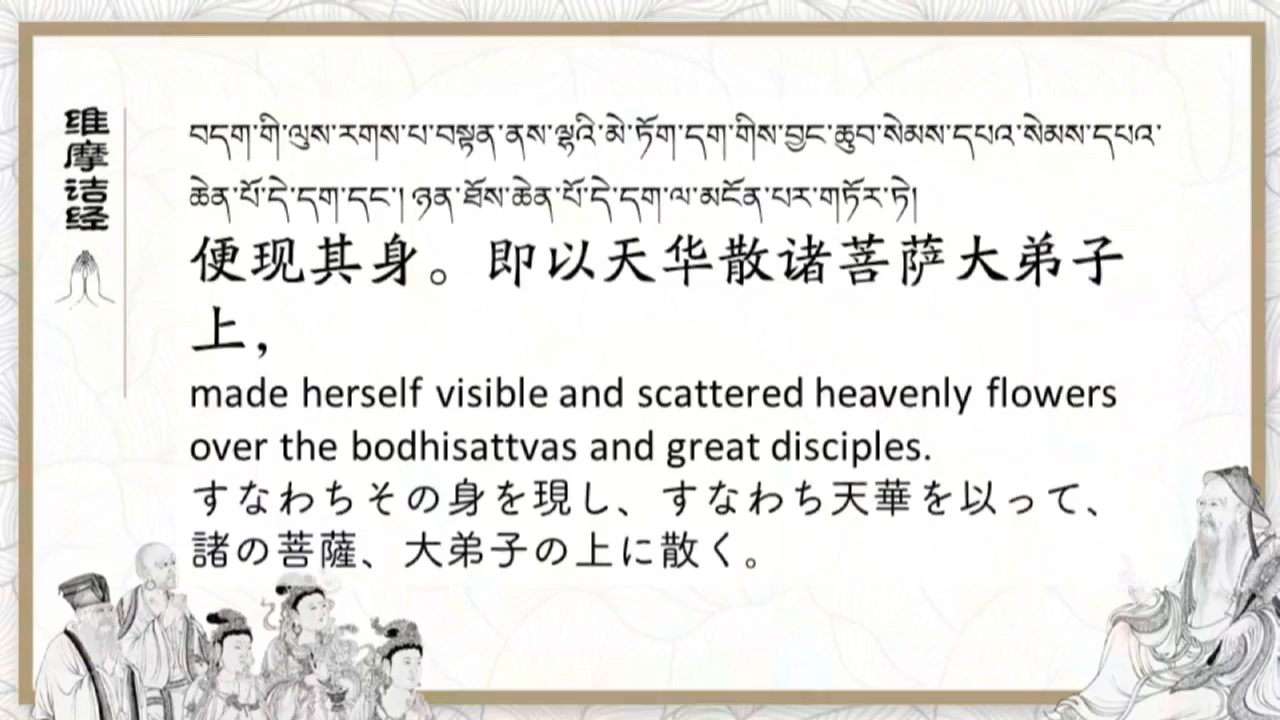 维摩诘经
བདག་གི་ལུས་རགས་པ་བསྟན་ནས་ལྷའི་མེ་ཏོག་དག་གིས་བྱང་ཆུབ་སེམས་དཔའ་སེམས་དཔའ་
ཆེན་པོ་དེ་དག་དང་། ཉན་ཐོས་ཆེན་པོ་དེ་དག་ལ་མངོན་པར་གཏོར་ཏེ།
便现其身。即以天华散诸菩萨大弟子
上，
made herself visible and scattered heavenly flowers
over the bodhisattvas and great disciples.
すなわちその身を現し、すなわち天華を以って、
諸の菩薩、大弟子の上に散く。